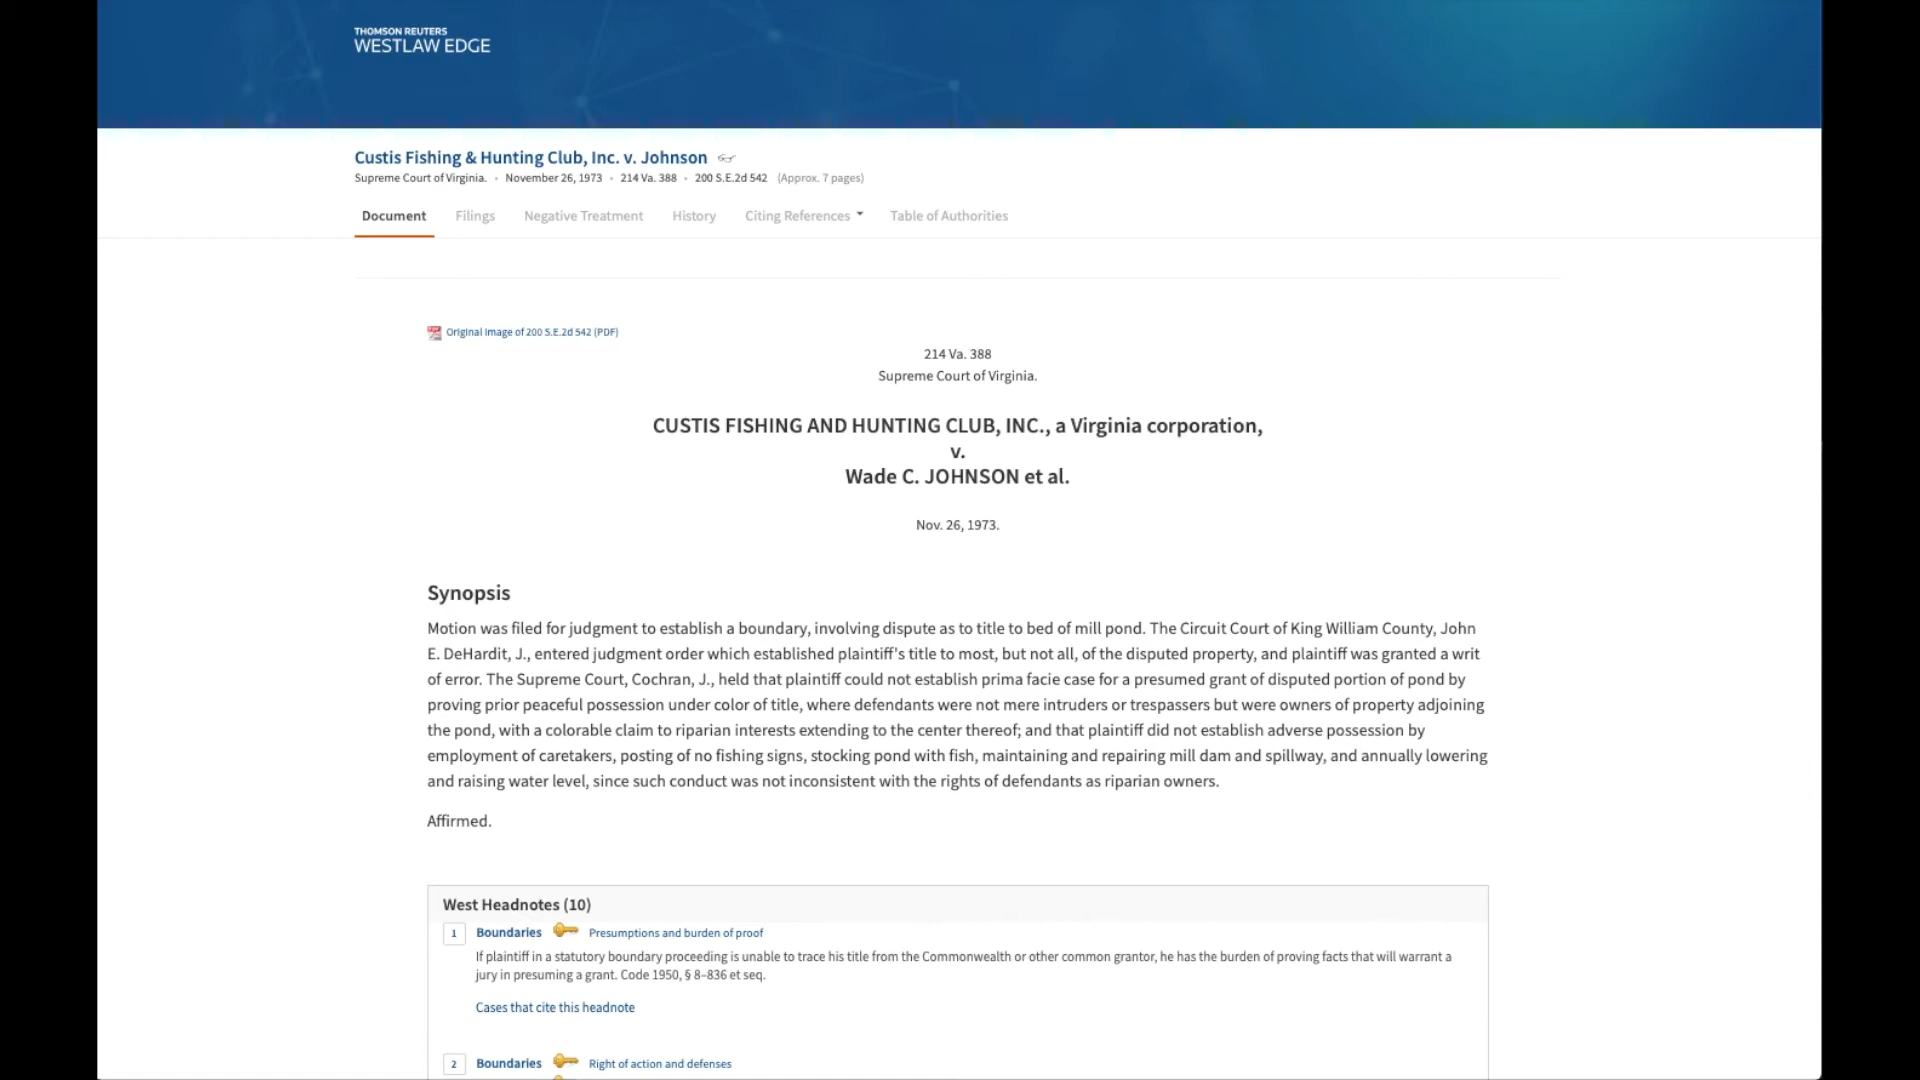 THOMSON REUTERS
WESTLAW EDGE
Custis Fishing & Hunting Club, Inc. v. Johnson
Supreme Court of Virginia. • November 26, 1973 • 214 Va. 388 • 200 S.E.2d 542 (Approx. 7 pages)
Document Filings Negative Treatment History Citing References Table of Authorities
Original Image of 200 S.E.2d 542 (PDF)
214 Va. 388
Supreme Court of Virginia.
CUSTIS FISHING AND HUNTING CLUB, INC., a Virginia corporation,
v.
Wade C. JOHNSON et al.
Nov. 26, 1973.
Synopsis
Motion was filed for judgment to establish a boundary, involving dispute as to title to bed of mill pond. The Circuit Court of King William County, John
E. DeHardit, J., entered judgment order which established plaintiff's title to most, but not all, of the disputed property, and plaintiff was granted a writ
of error. The Supreme Court, Cochran, J., held that plaintiff could not establish prima facie case for a presumed grant of disputed portion of pond by
proving prior peaceful possession under color of title, where defendants were not mere intruders or trespassers but were owners of property adjoining
the pond, with a colorable claim to riparian interests extending to the center thereof; and that plaintiff did not establish adverse possession by
employment of caretakers, posting of no fishing signs, stocking pond with fish, maintaining and repairing mill dam and spillway, and annually lowering
and raising water level, since such conduct was not inconsistent with the rights of defendants as riparian owners.
Affirmed.
West Headnotes (10)
1 Boundaries Presumptions and burden of proof
If plaintiff in a statutory boundary proceeding is unable to trace his title from the Commonwealth or other common grantor, he has the burden of proving facts that will warrant a
jury in presuming a grant. Code 1950, § 8–836 et seq.
Cases that cite this headnote
2 Boundaries Right of action and defenses